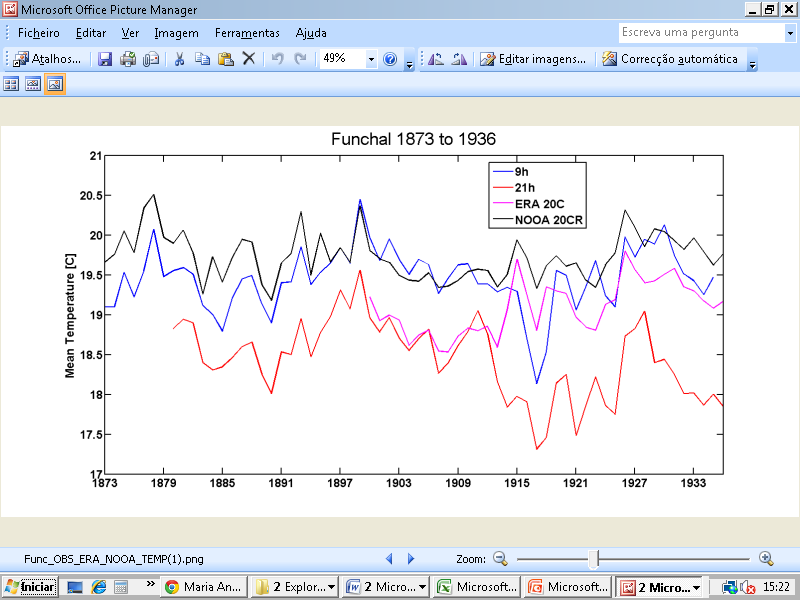 Microsoft Office Picture Manager
Ficheiro Editar Ver Imagem Ferramentas Ajuda
Escreva uma pergunta
Atalhos... 49% Editar imagens... Correcção automática
Funchal 1873 to 1936
9h
21h
ERA 20C
NOOA 20CR
Mean Temperature [C]
21
20.5
20
19.5
19
18.5
18
17.5
17
1873 1879 1885 1891 1897 1903 1909 1915 1921 1927 1933
Func_OBS_ERA_NOOA_TEMP(1).png
Zoom:
Iniciar
Maria An...
2 Explor...
2 Micro...
Microsoft...
Microsoft...
2 Micro...
15:22